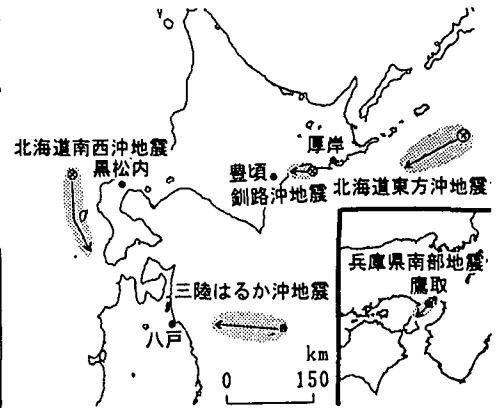 北海道南西沖地震
黒松内
厚岸
豊頃
釧路沖地震
北海道東方沖地震
兵庫県南部地震
鷹取
三陸はるか沖地震
八戸
km
0 150